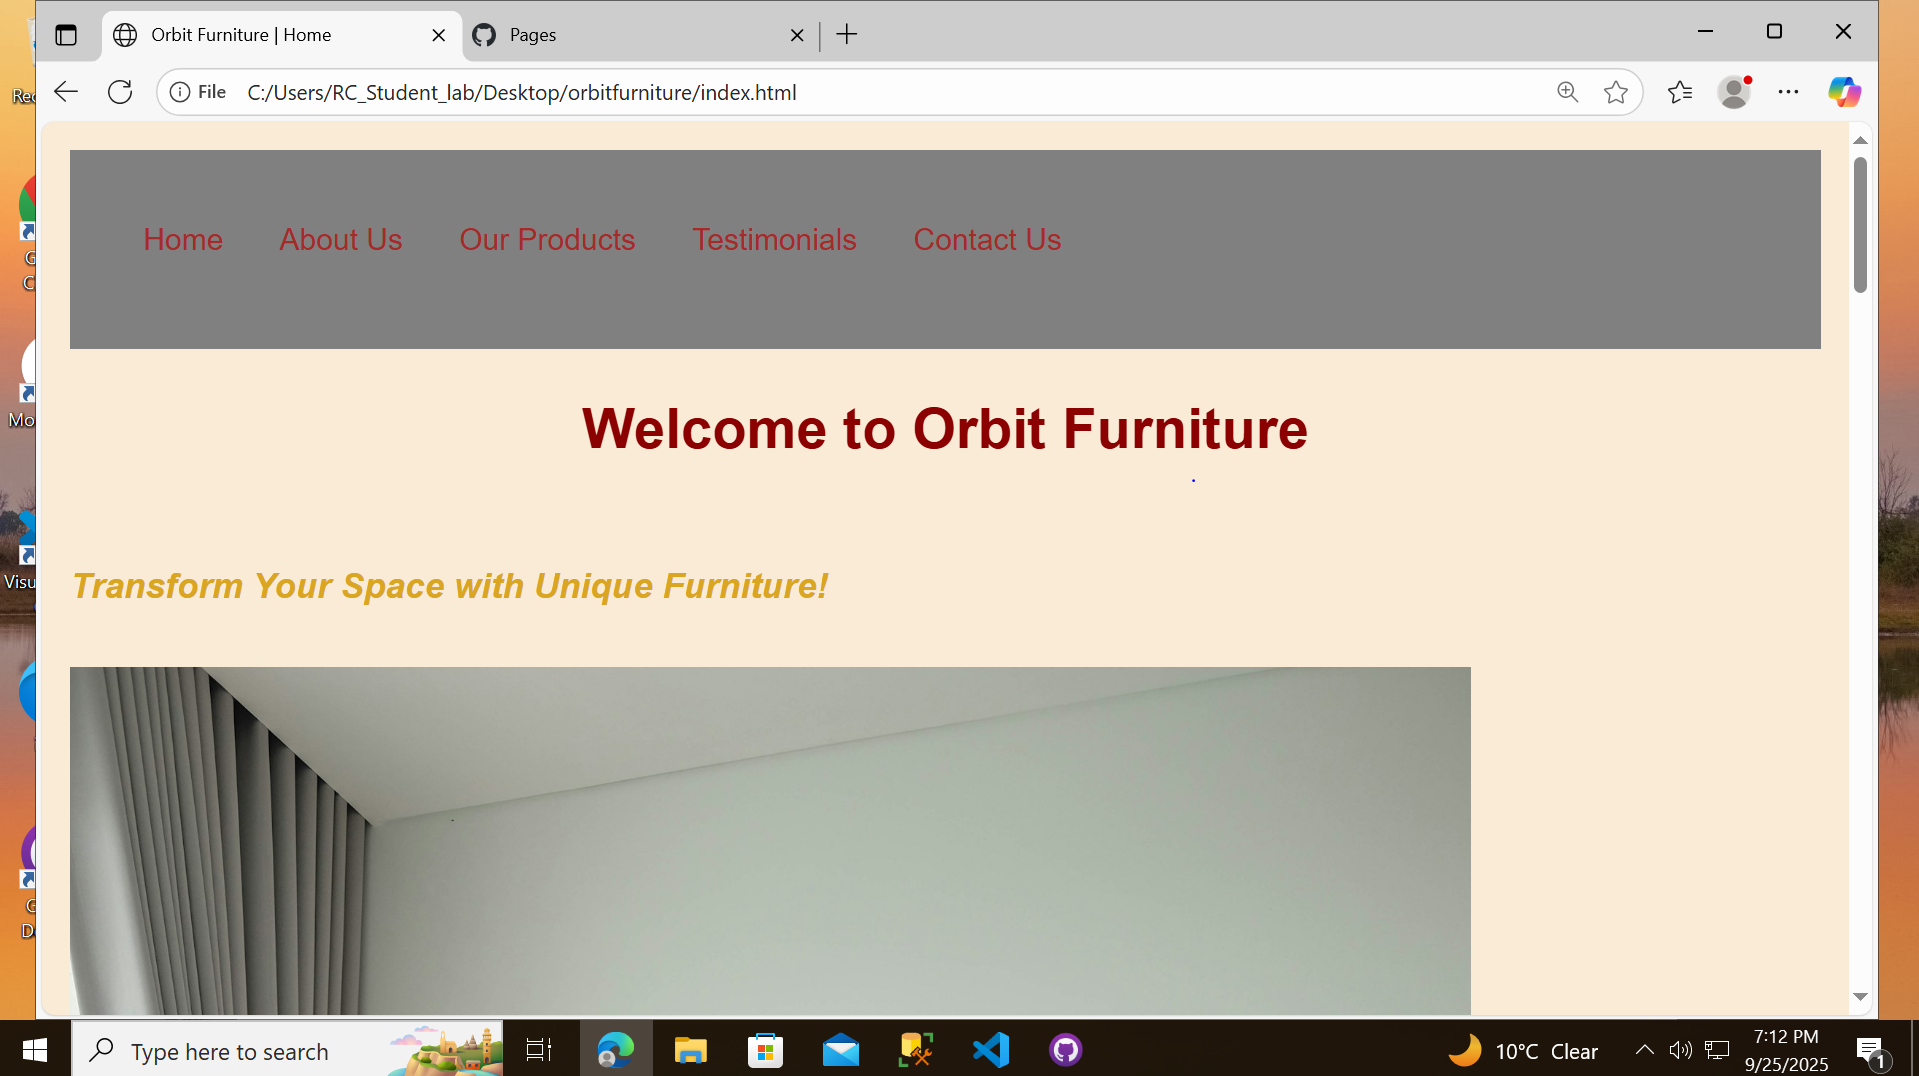 Orbit Furniture | Home
Pages
File
C:/Users/RC_Student_lab/Desktop/orbitfurniture/index.html
Home
About Us
Our Products
Testimonials
Contact Us
Welcome to Orbit Furniture
Transform Your Space with Unique Furniture!
Type here to search
10°C Clear
7:12 PM
9/25/2025
1